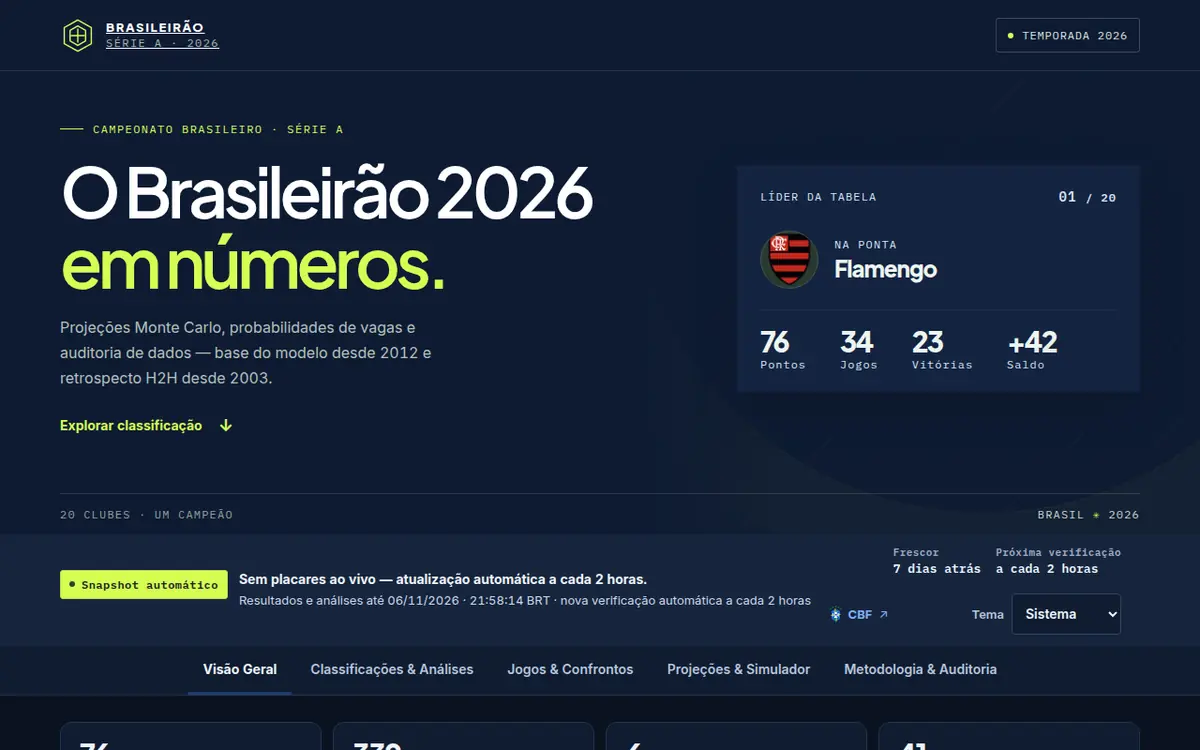 BRASILEIRÃO
SÉRIE A · 2026
TEMPORADA 2026
CAMPEONATO BRASILEIRO · SÉRIE A
O Brasileirão 2026
em números.
Projeções Monte Carlo, probabilidades de vagas e
auditoria de dados — base do modelo desde 2012 e
retrospecto H2H desde 2003.
Explorar classificação ↓
LÍDER DA TABELA
01 / 20
NA PONTA
Flamengo
76 34 23 +42
Pontos Jogos Vitórias Saldo
20 CLUBES · UM CAMPEÃO
BRASIL ✳ 2026
Snapshot automático
Sem placares ao vivo — atualização automática a cada 2 horas.
Resultados e análises até 06/11/2026 · 21:58:14 BRT · nova verificação automática a cada 2 horas
CBF ↗
Frescor Próxima verificação
7 dias atrás a cada 2 horas
Tema Sistema
Visão Geral Classificações & Análises Jogos & Confrontos Projeções & Simulador Metodologia & Auditoria